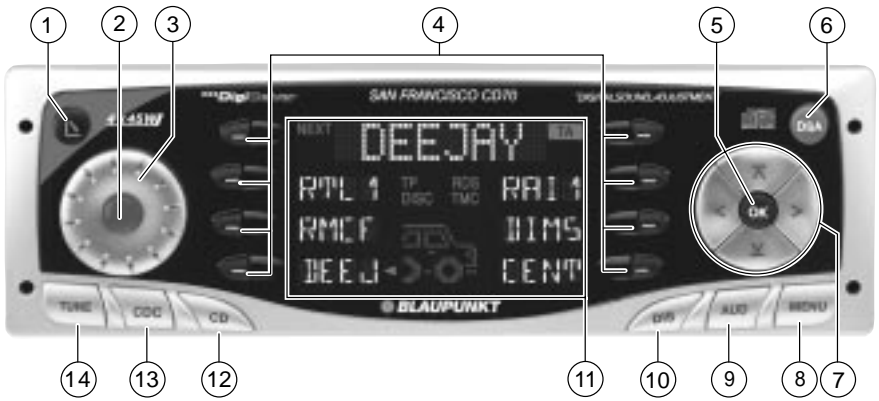 1 2 3 4 5 6
DigiCeiver SAN FRANCISCO CD70 DIGITAL SOUND ADJUSTMENT
4x45W DSA
NEXT DEEJAY TA
RTL 1 TP RDS RAI 1
DISC TMC
RMCF DIMS
OK
DEEJ CENT
BLAUPUNKT
TUNE CDC CD DIS AUD MENU
14 13 12 11 10 9 8 7